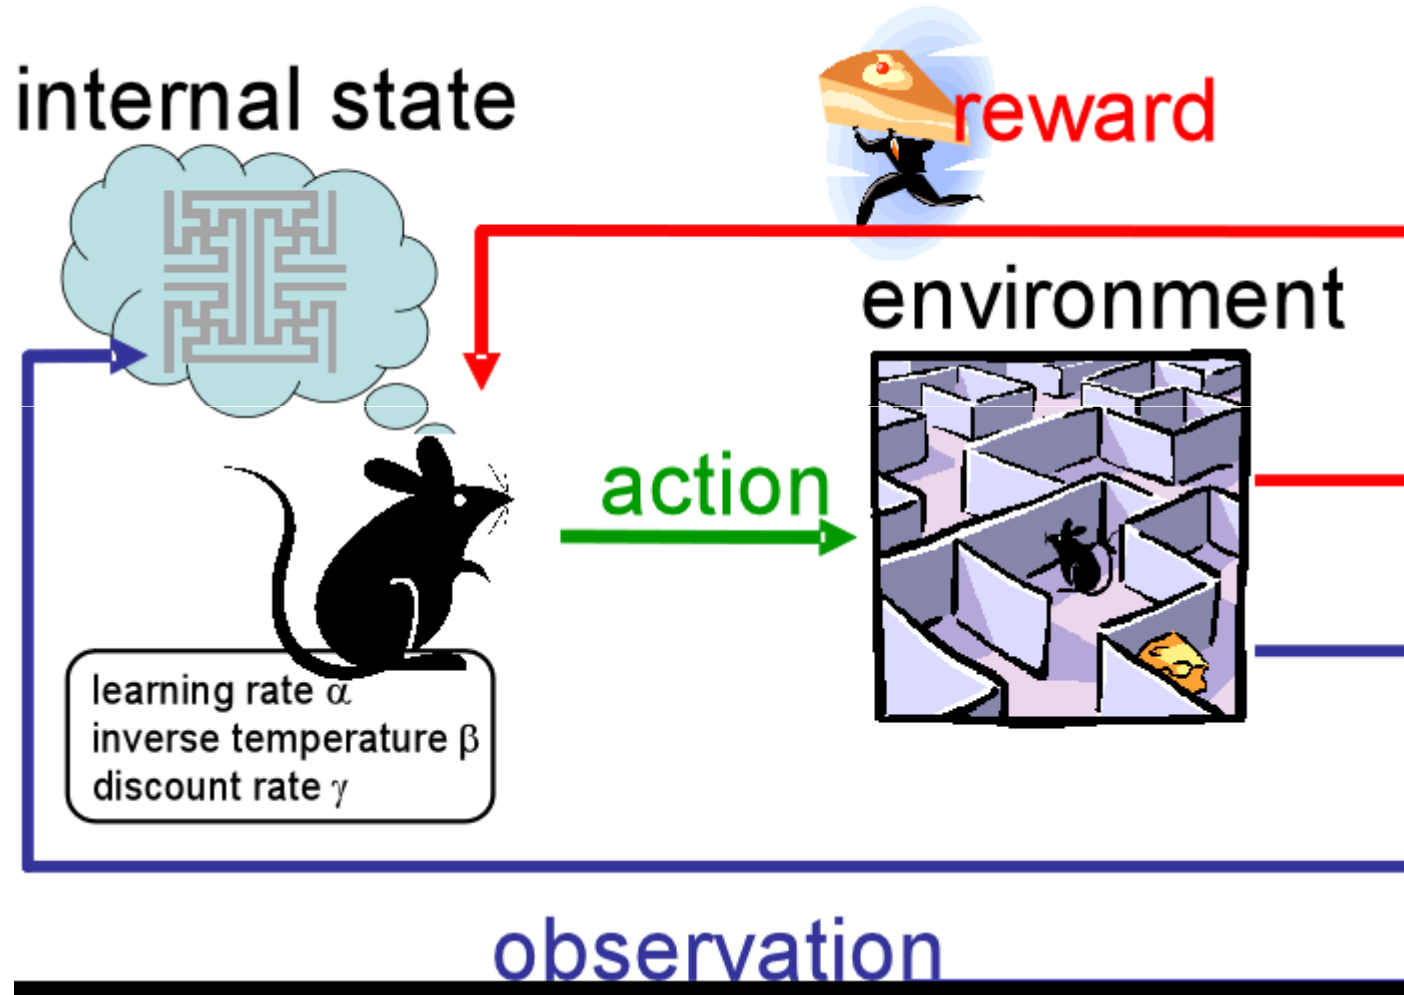 internal state
reward
environment
action
learning rate α
inverse temperature β
discount rate γ
observation